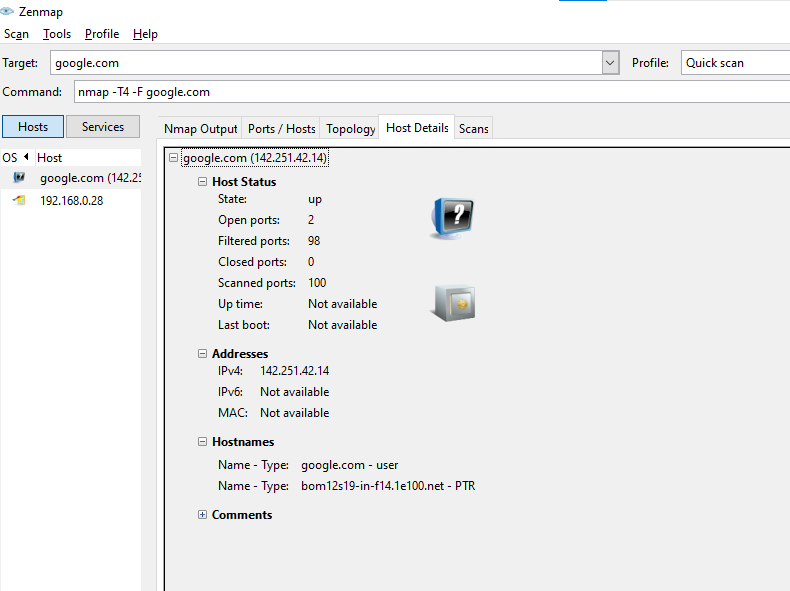 Zenmap
Scan Tools Profile Help
Target: google.com Profile: Quick scan
Command: nmap -T4 -F google.com
Hosts Services Nmap Output Ports / Hosts Topology Host Details Scans
OS Host
google.com (142.25
192.168.0.28
google.com (142.251.42.14)
Host Status
State: up
Open ports: 2
Filtered ports: 98
Closed ports: 0
Scanned ports: 100
Up time: Not available
Last boot: Not available
Addresses
IPv4: 142.251.42.14
IPv6: Not available
MAC: Not available
Hostnames
Name - Type: google.com - user
Name - Type: bom12s19-in-f14.1e100.net - PTR
Comments